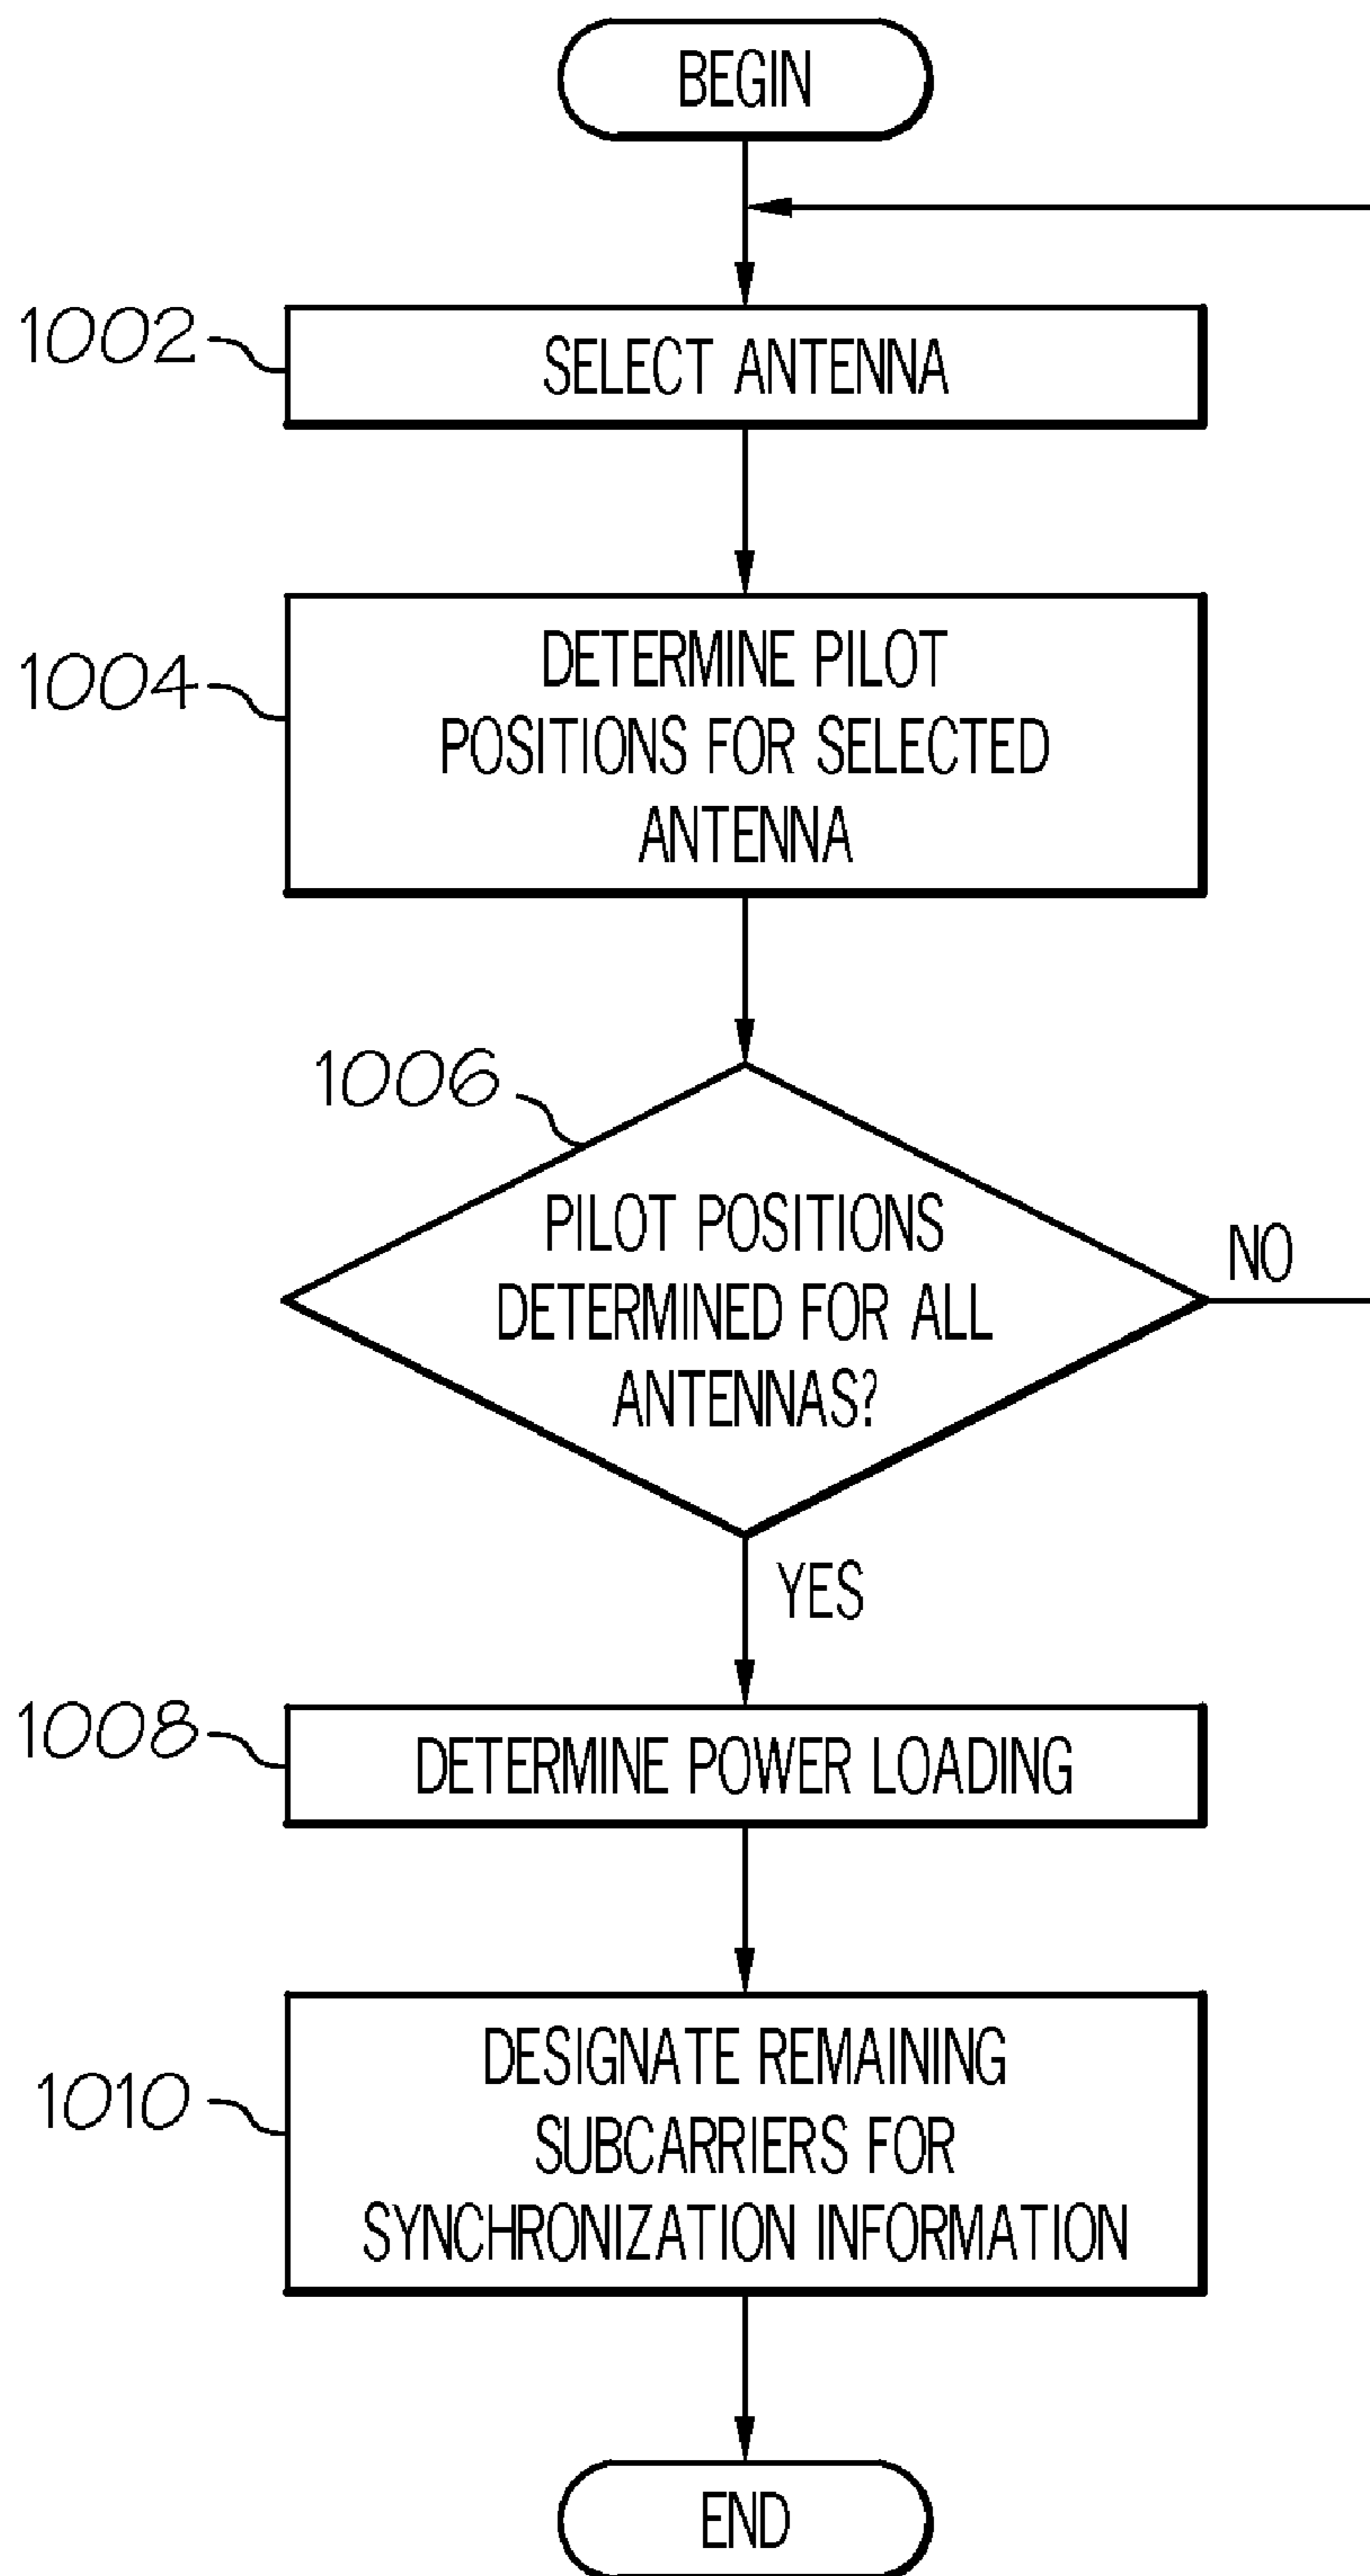 BEGIN
1002
SELECT ANTENNA
1004
DETERMINE PILOT
POSITIONS FOR SELECTED
ANTENNA
1006
PILOT POSITIONS
DETERMINED FOR ALL
ANTENNAS?
NO
YES
1008
DETERMINE POWER LOADING
1010
DESIGNATE REMAINING
SUBCARRIERS FOR
SYNCHRONIZATION INFORMATION
END